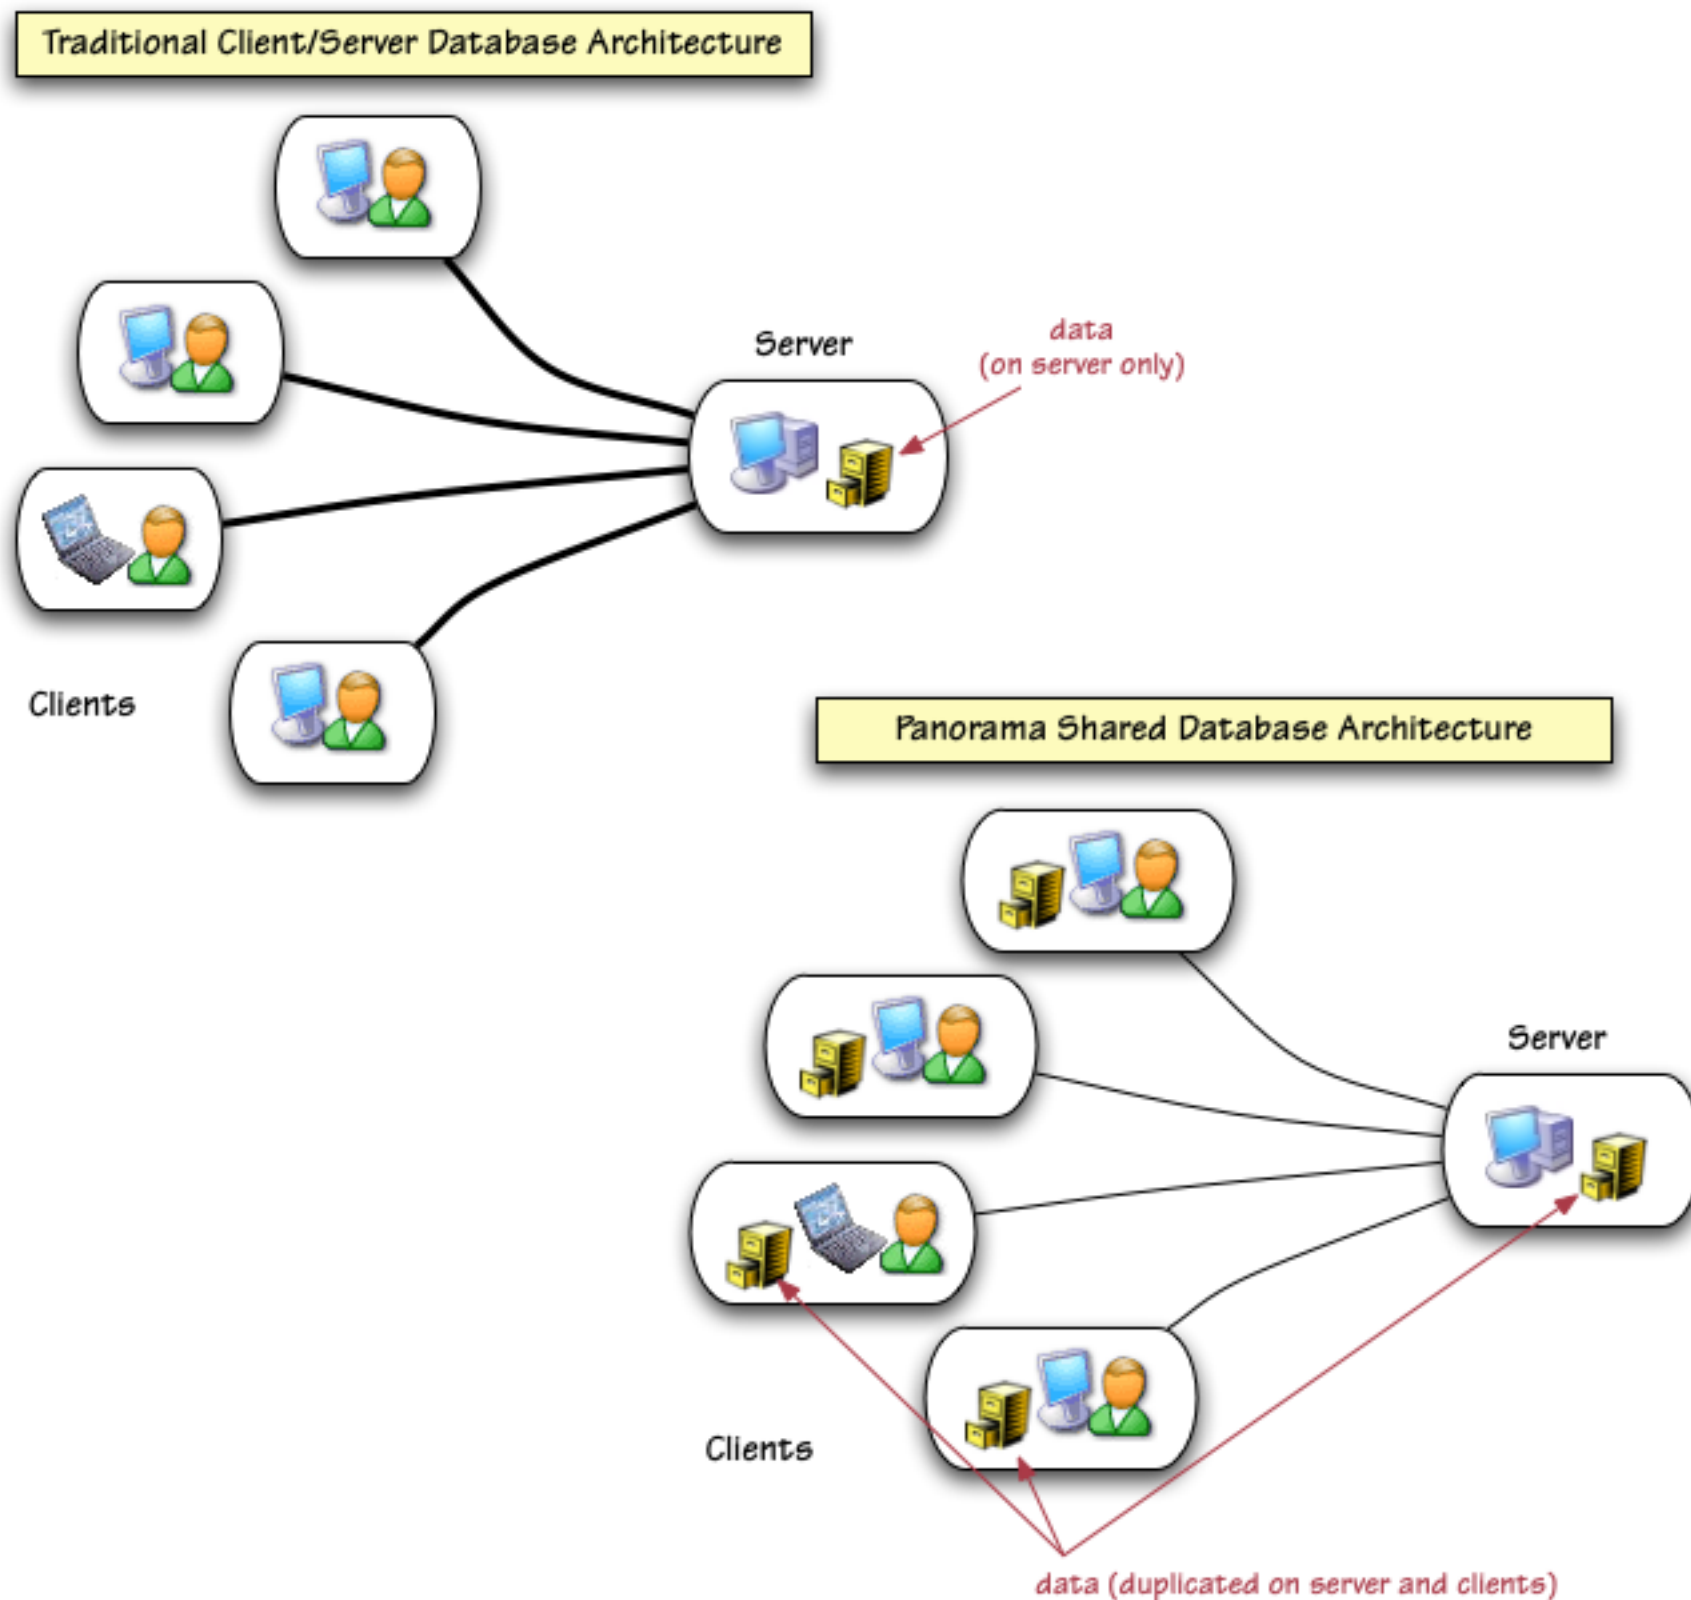 Traditional Client/Server Database Architecture
Server
data
(on server only)
Clients
Panorama Shared Database Architecture
Server
Clients
data (duplicated on server and clients)